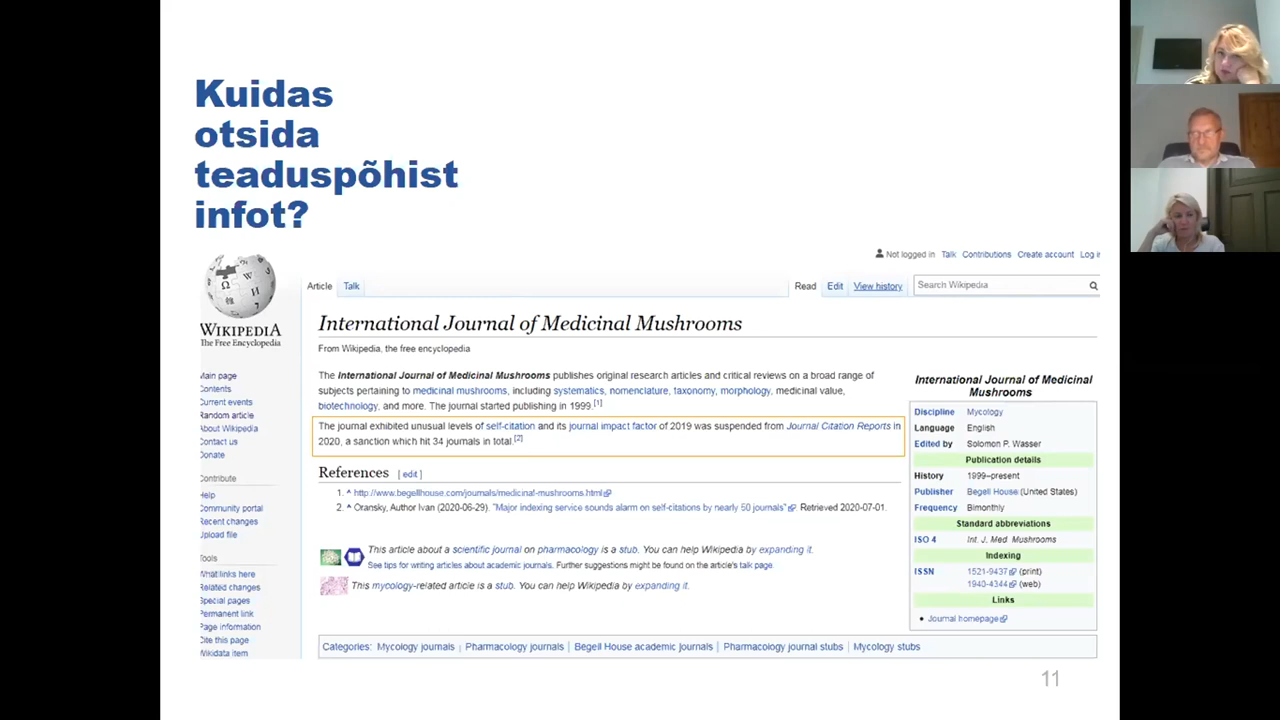 Kuidas
otsida
teaduspõhist
infot?
WIKIPEDIA
The Free Encyclopedia
Main page
Contents
Current events
Random article
About Wikipedia
Contact us
Donate
Contribute
Help
Community portal
Recent changes
Upload file
Tools
What links here
Related changes
Special pages
Permanent link
Page information
Cite this page
Wikidata item
Not logged in Talk Contributions Create account Log i
Article Talk Read Edit View history Search Wikipedia
International Journal of Medicinal Mushrooms
From Wikipedia, the free encyclopedia
The International Journal of Medicinal Mushrooms publishes original research articles and critical reviews on a broad range of
subjects pertaining to medicinal mushrooms, including systematics, nomenclature, taxonomy, morphology, medicinal value,
biotechnology, and more. The journal started publishing in 1999.[1]
The journal exhibited unusual levels of self-citation and its journal impact factor of 2019 was suspended from Journal Citation Reports in
2020, a sanction which hit 34 journals in total.[2]
References [ edit ]
1. ^ http://www.begellhouse.com/journals/medicinal-mushrooms.html
2. ^ Oransky, Author Ivan (2020-06-29). "Major indexing service sounds alarm on self-citations by nearly 50 journals". Retrieved 2020-07-01.
This article about a scientific journal on pharmacology is a stub. You can help Wikipedia by expanding it.
See tips for writing articles about academic journals. Further suggestions might be found on the article's talk page.
This mycology-related article is a stub. You can help Wikipedia by expanding it.
Categories: Mycology journals | Pharmacology journals | Begell House academic journals | Pharmacology journal stubs | Mycology stubs
International Journal of Medicinal
Mushrooms
Discipline Mycology
Language English
Edited by Solomon P. Wasser
Publication details
History 1999–present
Publisher Begell House (United States)
Frequency Bimonthly
Standard abbreviations
ISO 4 Int. J. Med. Mushrooms
Indexing
ISSN 1521-9437 (print)
1940-4344 (web)
Links
• Journal homepage
11